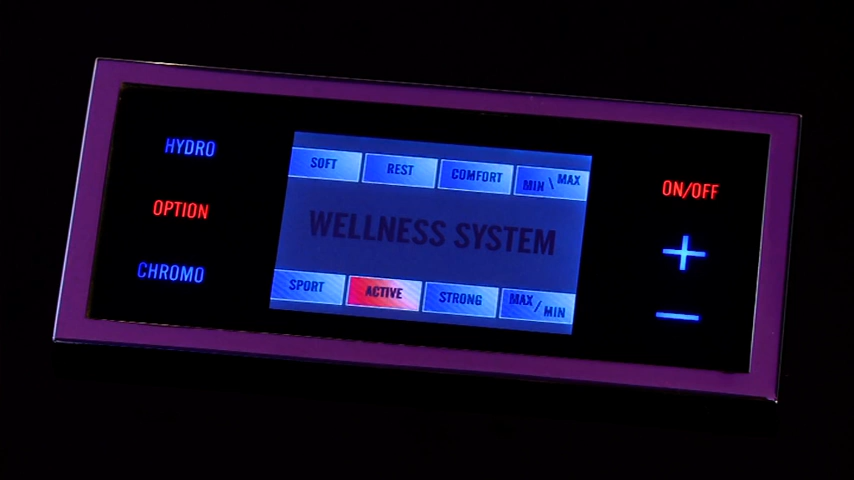 HYDRO
OPTION
CHROMO
SOFT
REST
COMFORT
MIN \ MAX
WELLNESS SYSTEM
SPORT
ACTIVE
STRONG
MAX / MIN
ON/OFF
+
−